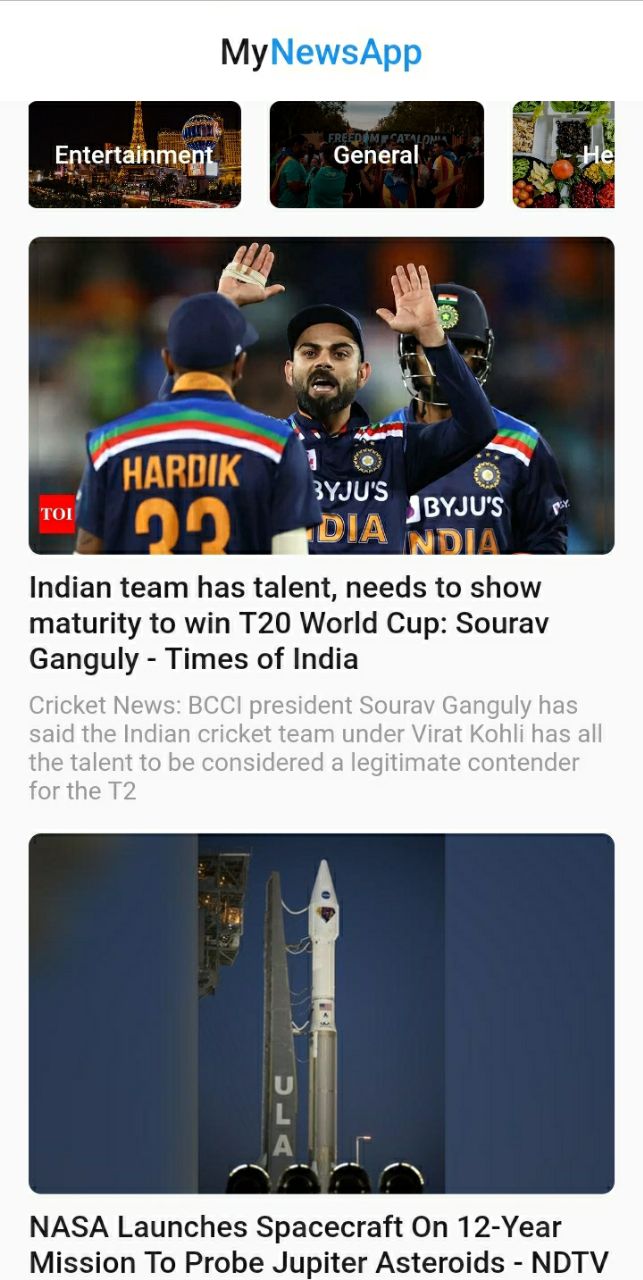 MyNewsApp
Entertainment
General
He
FREEDOM CATALONIA
HARDIK
33
BYJU'S
INDIA
BYJU'S
INDIA
TOI
Indian team has talent, needs to show
maturity to win T20 World Cup: Sourav
Ganguly - Times of India
Cricket News: BCCI president Sourav Ganguly has
said the Indian cricket team under Virat Kohli has all
the talent to be considered a legitimate contender
for the T2
ULA
NASA Launches Spacecraft On 12-Year
Mission To Probe Jupiter Asteroids - NDTV